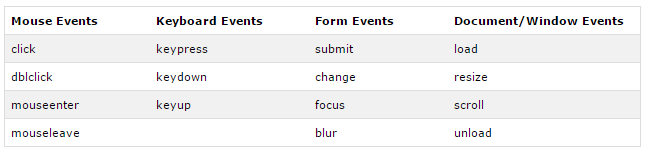 Mouse Events Keyboard Events Form Events Document/Window Events
click keypress submit load
dblclick keydown change resize
mouseenter keyup focus scroll
mouseleave blur unload